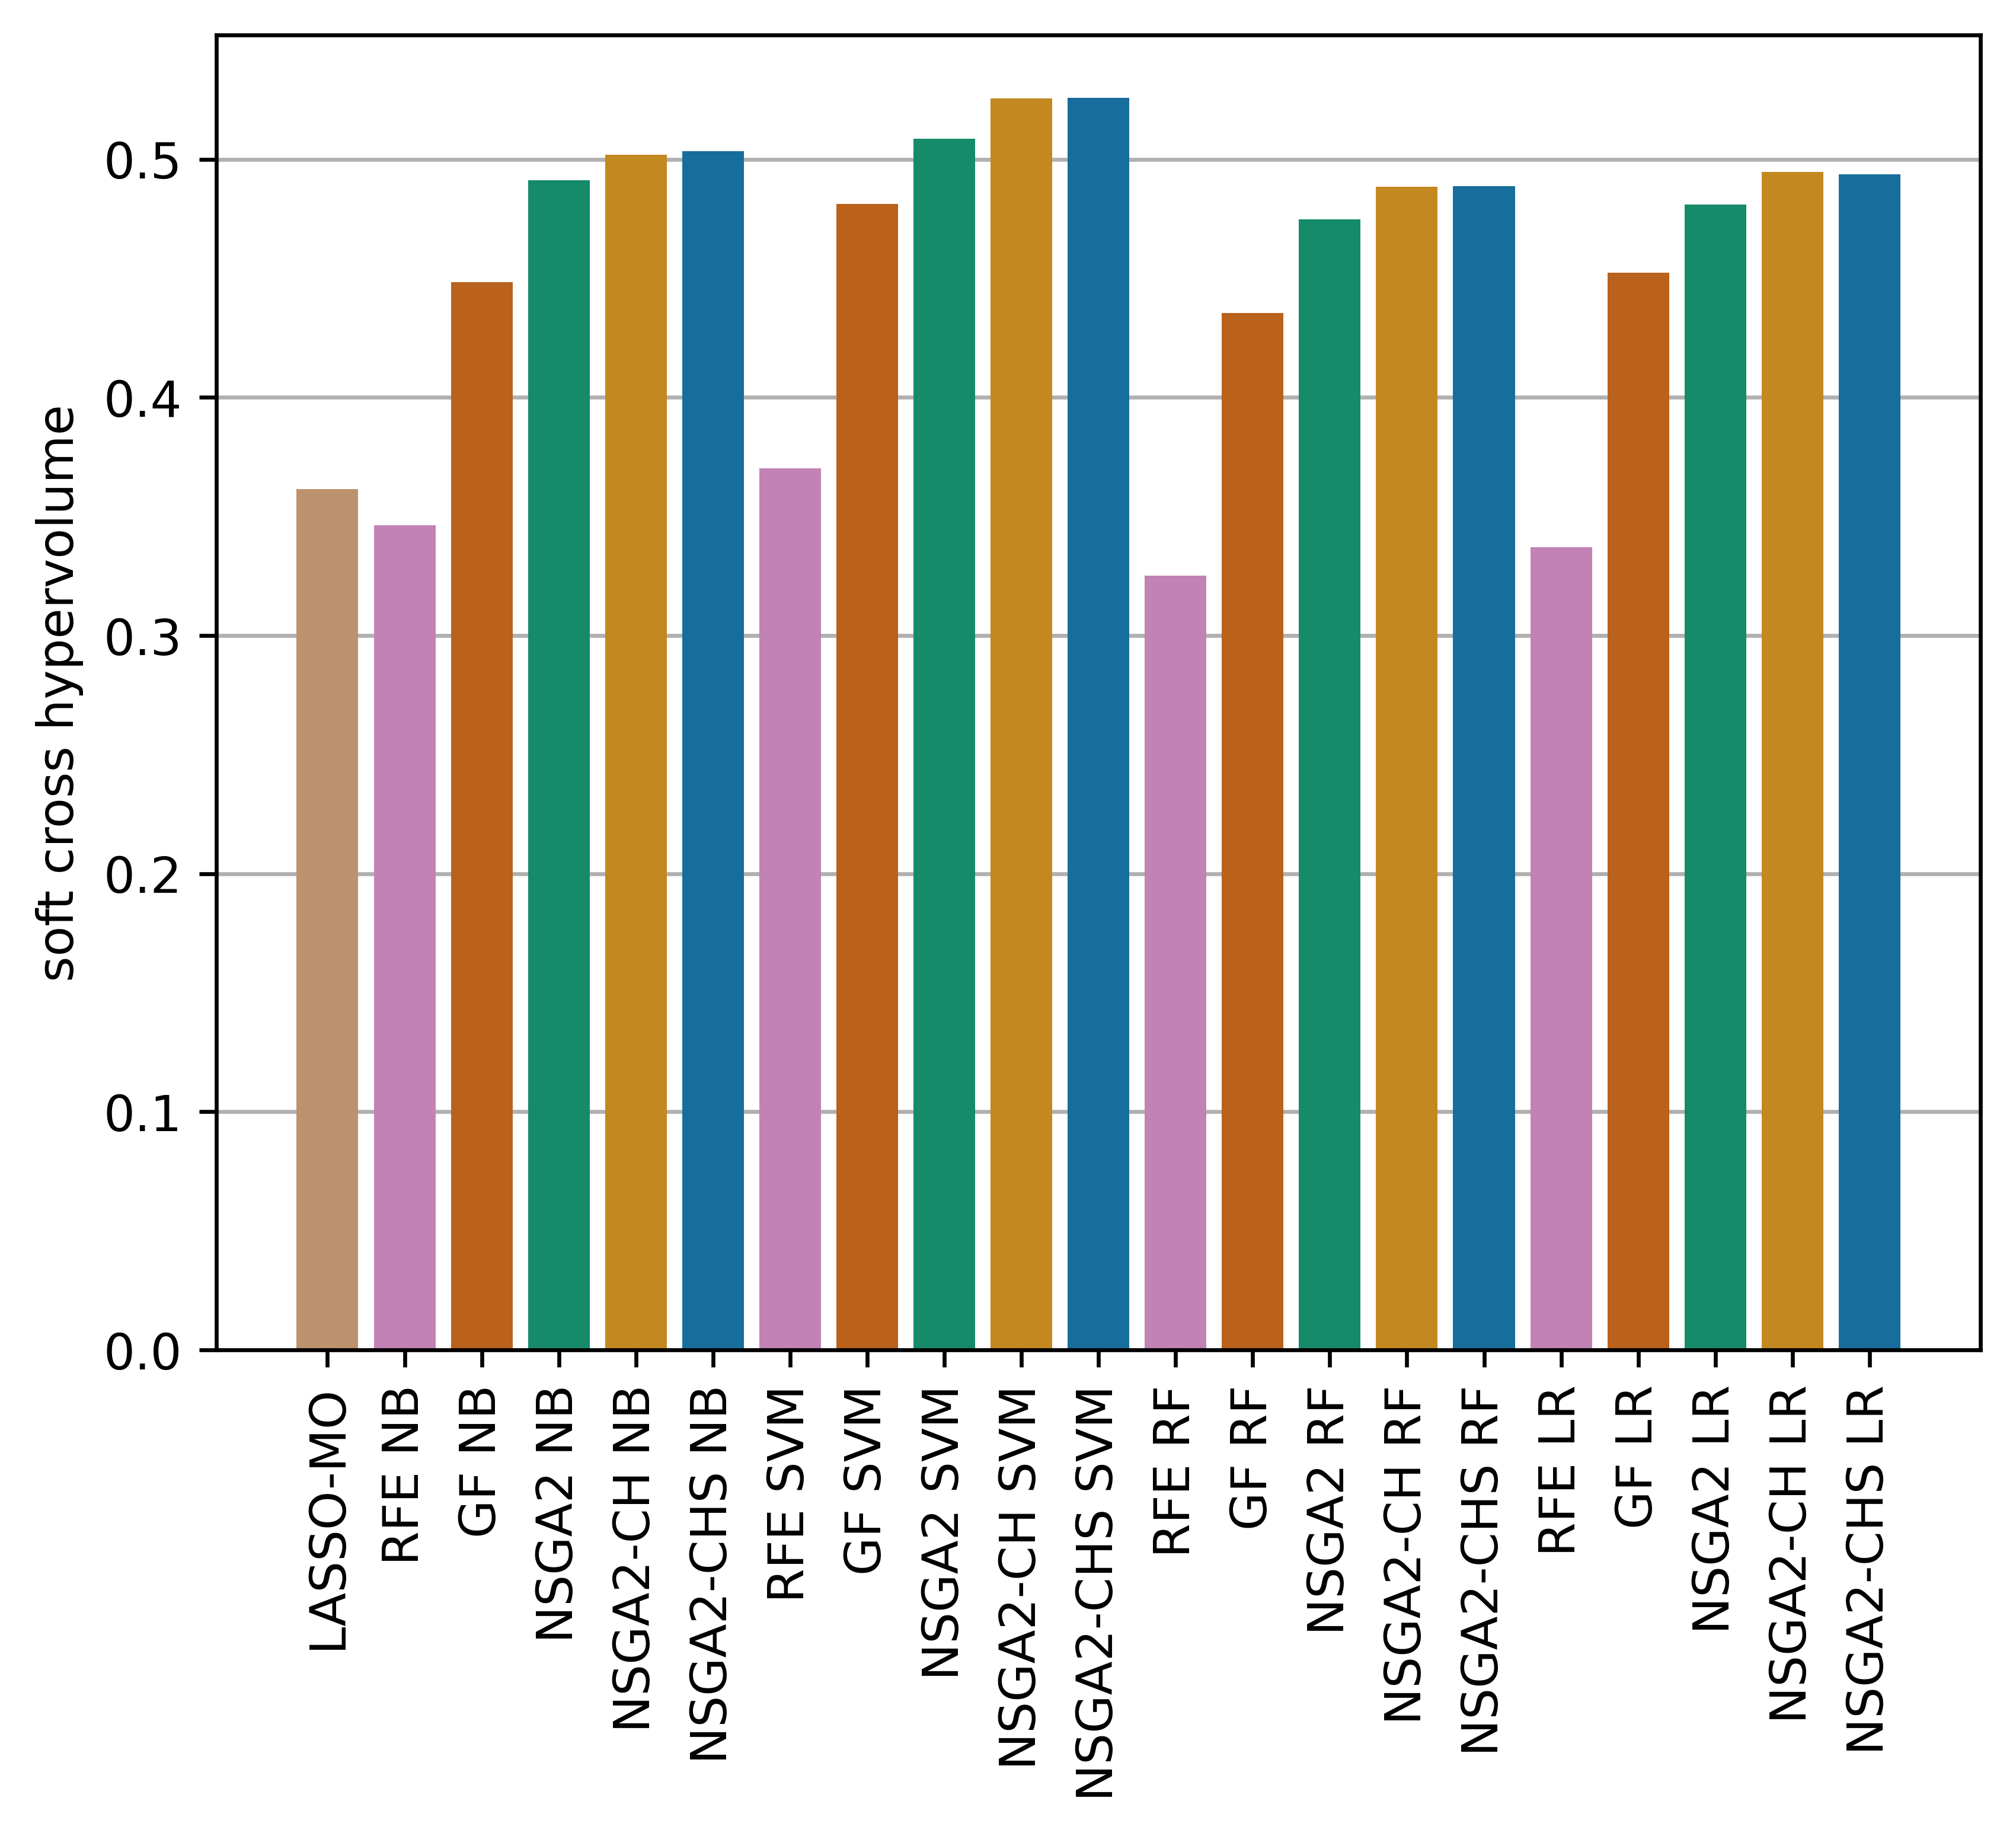 soft cross hypervolume
0.5
0.4
0.3
0.2
0.1
0.0
LASSO-MO
RFE NB
GF NB
NSGA2 NB
NSGA2-CH NB
NSGA2-CHS NB
RFE SVM
GF SVM
NSGA2 SVM
NSGA2-CH SVM
NSGA2-CHS SVM
RFE RF
GF RF
NSGA2 RF
NSGA2-CH RF
NSGA2-CHS RF
RFE LR
GF LR
NSGA2 LR
NSGA2-CH LR
NSGA2-CHS LR